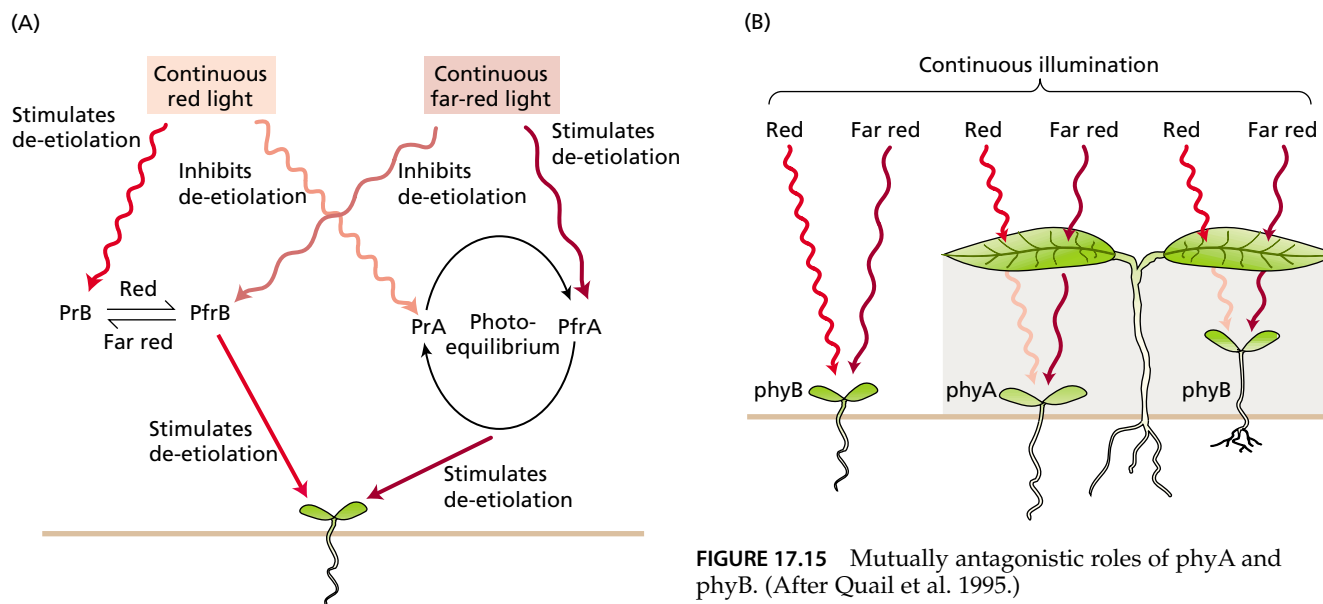 (A)
Continuous
red light
Continuous
far-red light
Stimulates
de-etiolation
Inhibits
de-etiolation
Inhibits
de-etiolation
Stimulates
de-etiolation
PrB
Red
Far red
PfrB
PrA
Photo-
equilibrium
PfrA
Stimulates
de-etiolation
Stimulates
de-etiolation
(B)
Continuous illumination
Red
Far red
Red
Far red
Red
Far red
phyB
phyA
phyB
FIGURE 17.15 Mutually antagonistic roles of phyA and
phyB. (After Quail et al. 1995.)